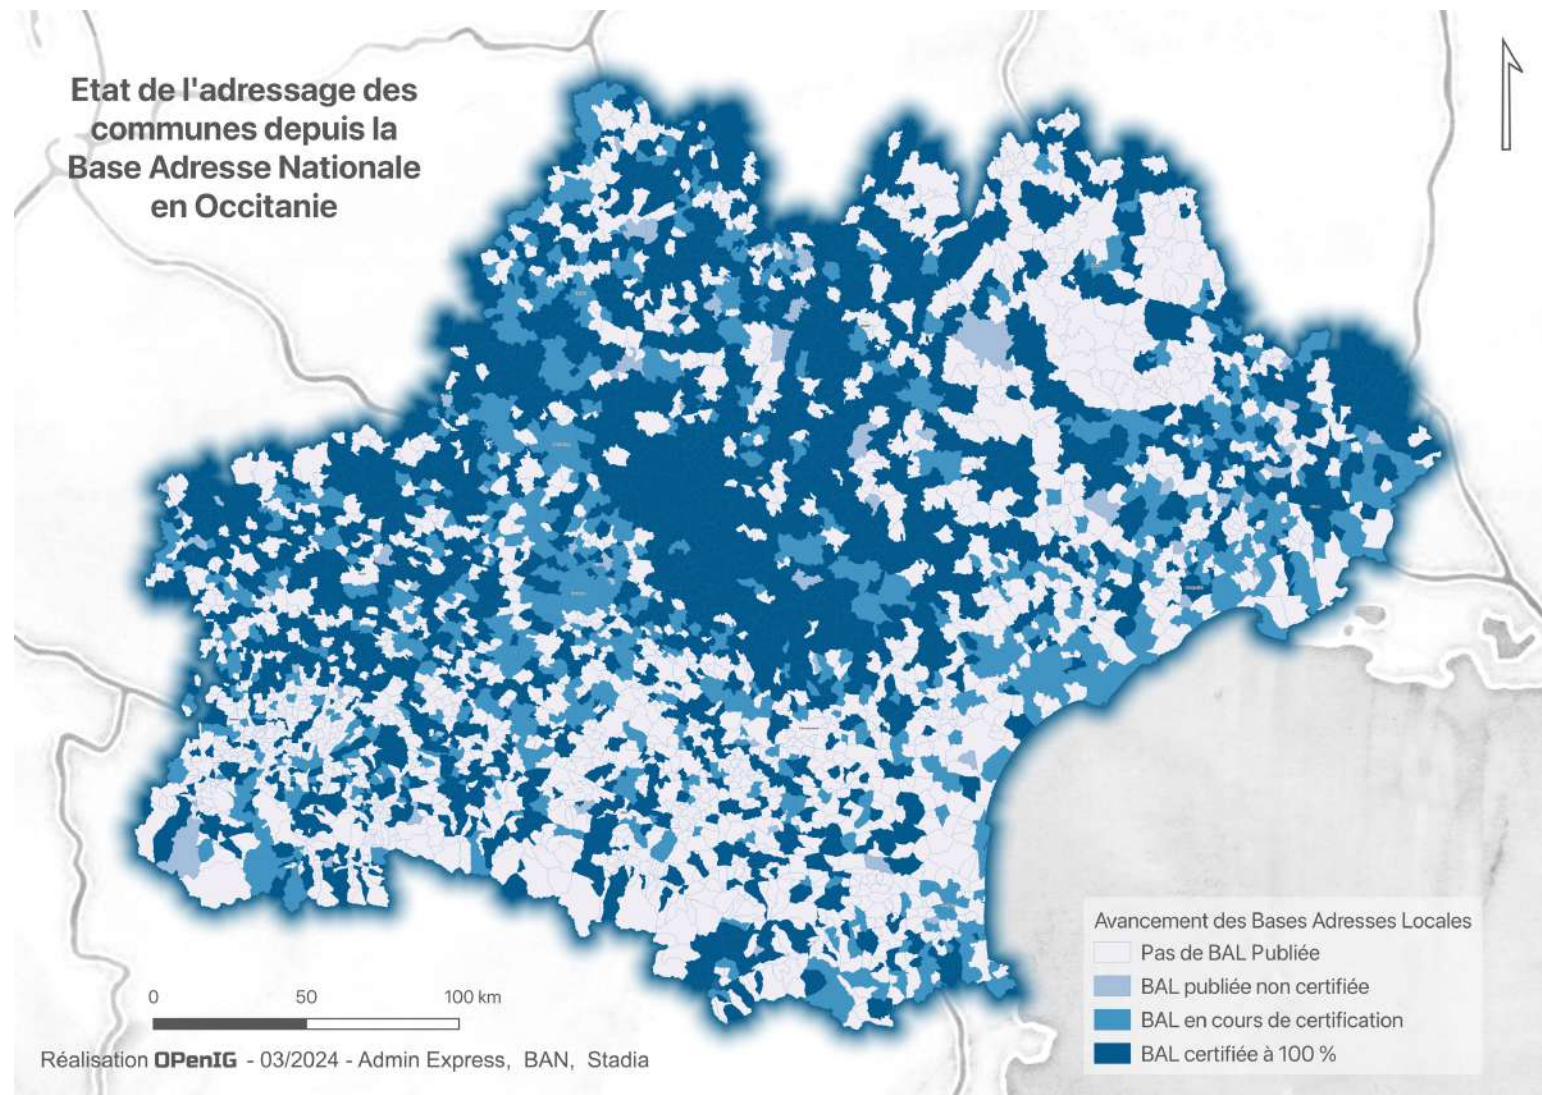 Etat de l'adressage des
communes depuis la
Base Adresse Nationale
en Occitanie
Avancement des Bases Adresses Locales
Pas de BAL Publiée
BAL publiée non certifiée
BAL en cours de certification
BAL certifiée à 100 %
0 50 100 km
Réalisation OPenIG - 03/2024 - Admin Express, BAN, Stadia